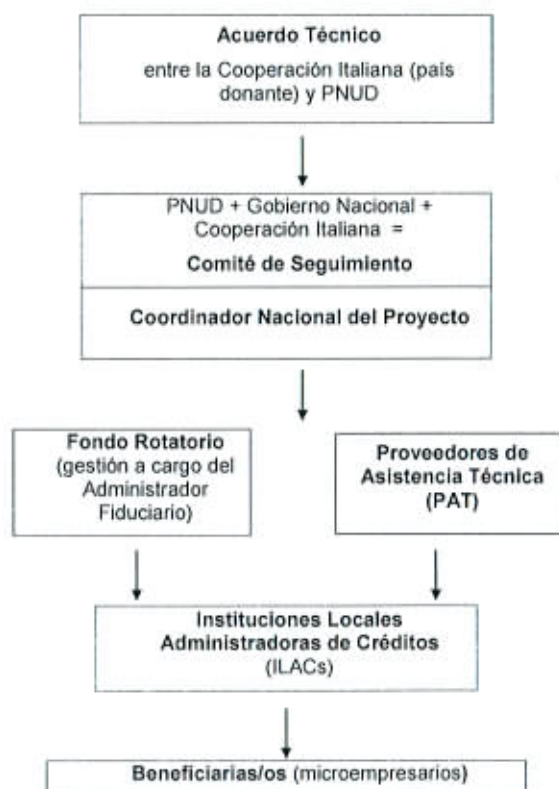 Acuerdo Técnico
entre la Cooperación Italiana (país
donante) y PNUD
PNUD + Gobierno Nacional +
Cooperación Italiana =
Comité de Seguimiento
Coordinador Nacional del Proyecto
Fondo Rotatorio
(gestión a cargo del
Administrador
Fiduciario)
Proveedores de
Asistencia Técnica
(PAT)
Instituciones Locales
Administradoras de Créditos
(ILACs)
Beneficiarias/os (microempresarios)